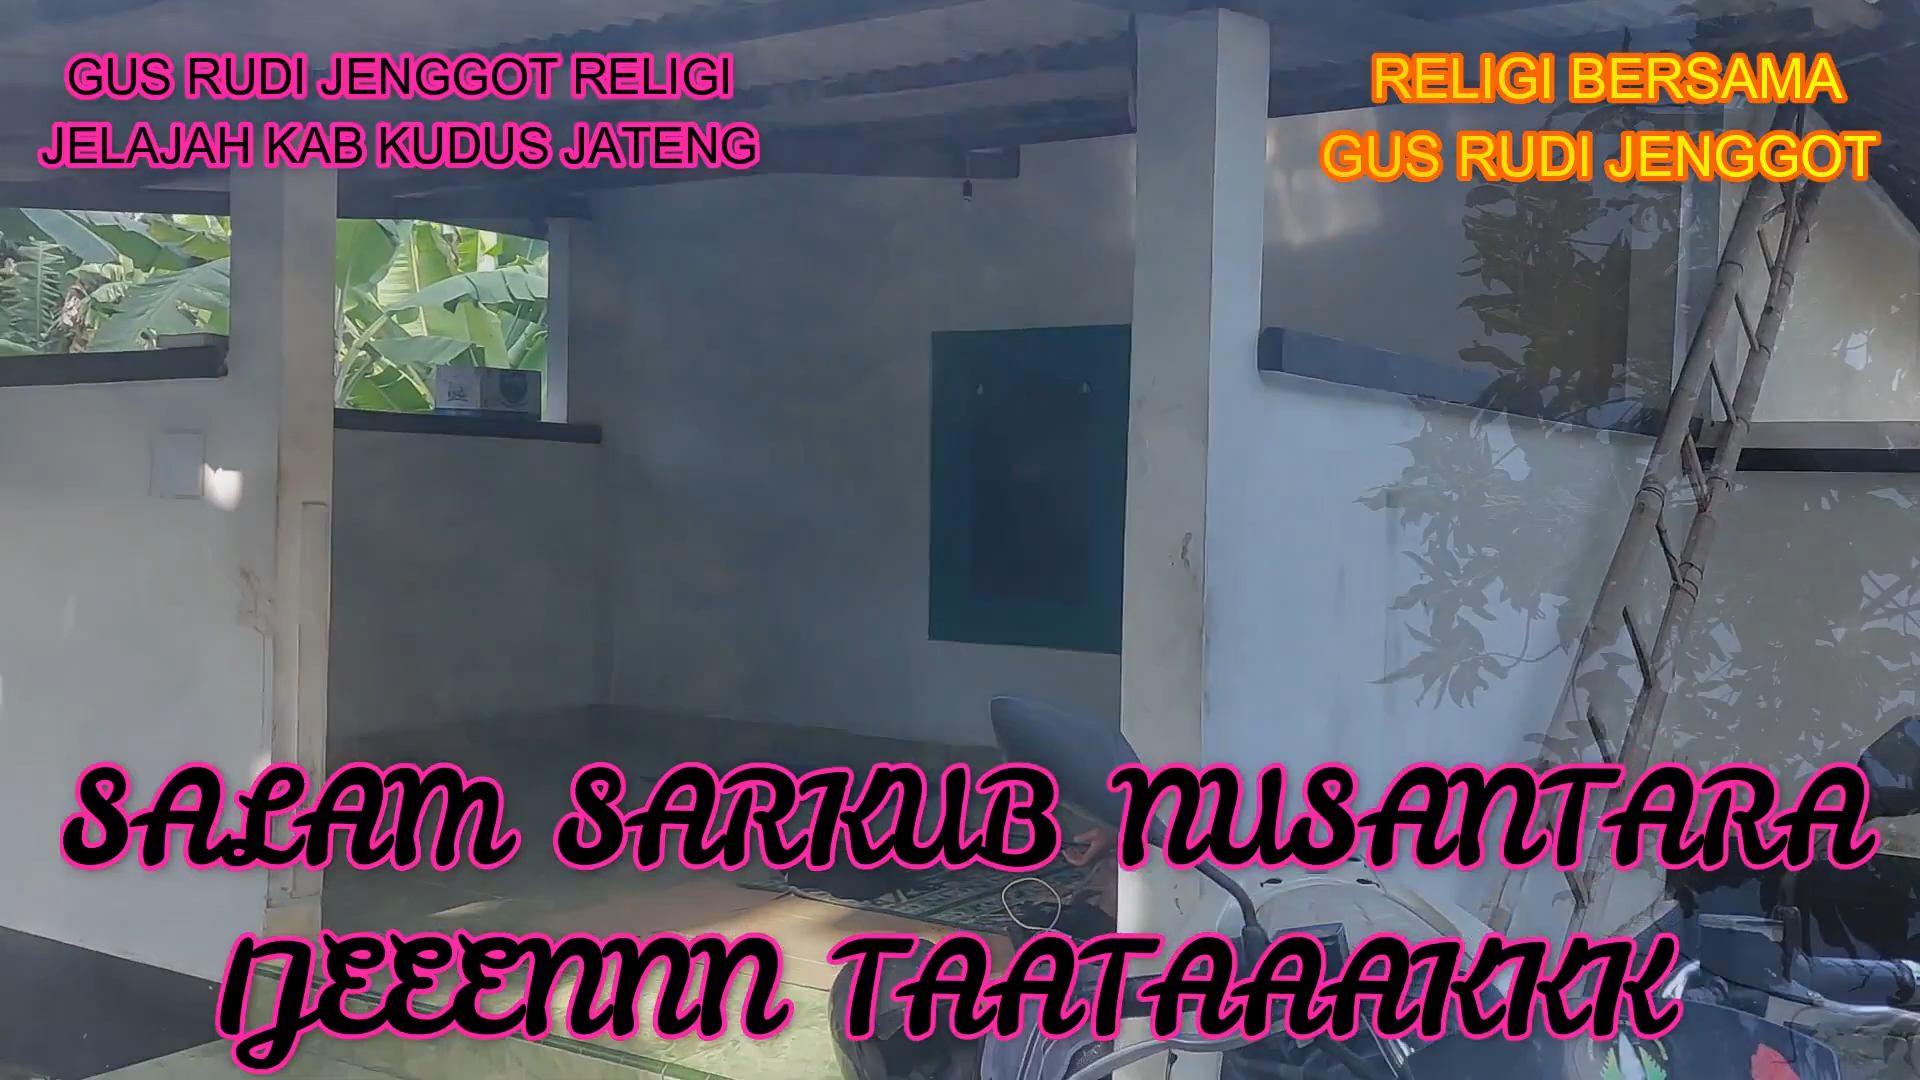 GUS RUDI JENGGOT RELIGI
JELAJAH KAB KUDUS JATENG
RELIGI BERSAMA
GUS RUDI JENGGOT
SALAM SARKUB NUSANTARA
IJEEENNN TAATAAAKKK